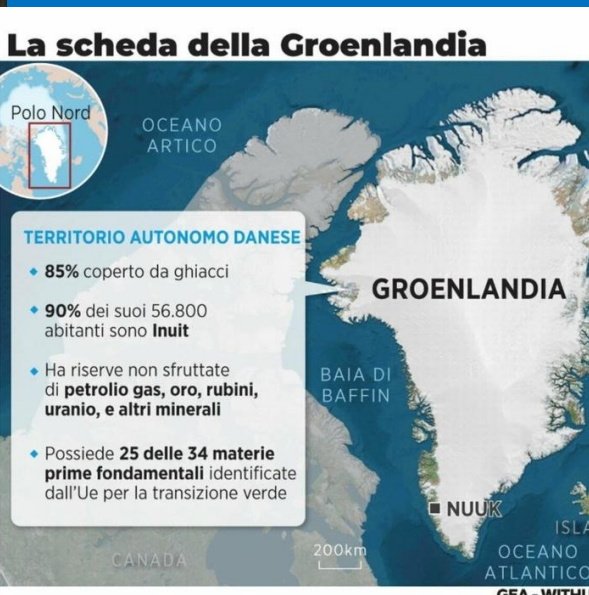 La scheda della Groenlandia
Polo Nord
OCEANO
ARTICO
TERRITORIO AUTONOMO DANESE
85% coperto da ghiacci
90% dei suoi 56.800
abitanti sono Inuit
Ha riserve non sfruttate
di petrolio gas, oro, rubini,
uranio, e altri minerali
Possiede 25 delle 34 materie
prime fondamentali identificate
dall'Ue per la transizione verde
GROENLANDIA
BAIA DI
BAFFIN
NUUK
ISLA
CANADA
200km
OCEANO
ATLANTICO
GEA - WITHU